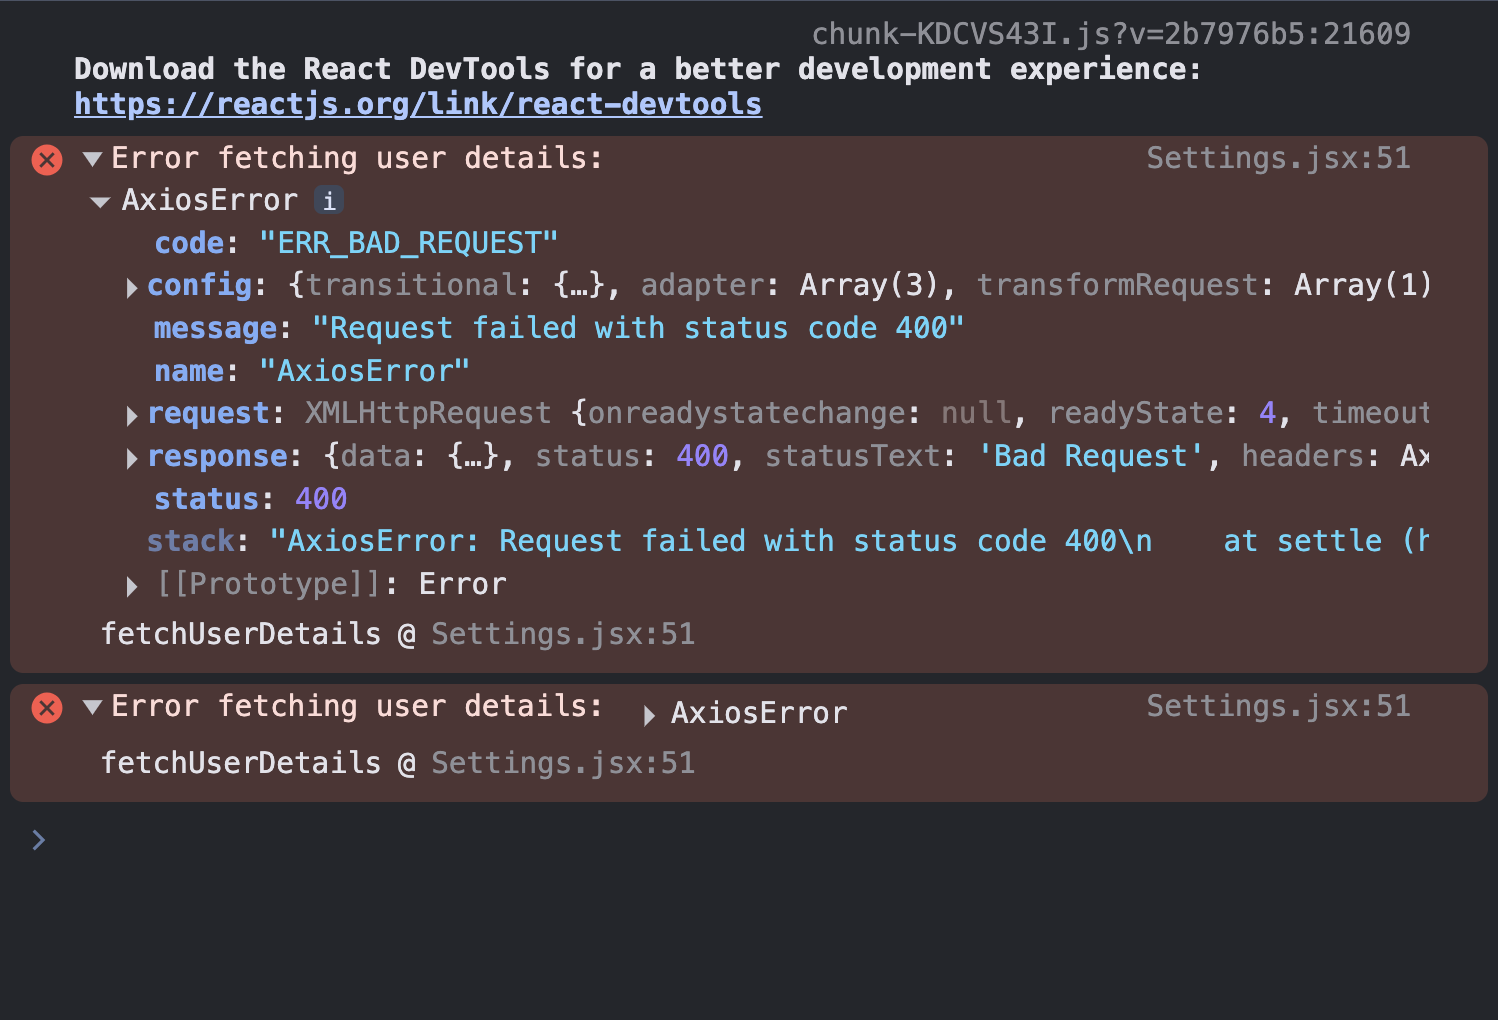 chunk-KDCVS43I.js?v=2b7976b5:21609
Download the React DevTools for a better development experience:
https://reactjs.org/link/react-devtools
Error fetching user details: Settings.jsx:51
AxiosError i
code: "ERR_BAD_REQUEST"
config: {transitional: {…}, adapter: Array(3), transformRequest: Array(1)
message: "Request failed with status code 400"
name: "AxiosError"
request: XMLHttpRequest {onreadystatechange: null, readyState: 4, timeout
response: {data: {…}, status: 400, statusText: 'Bad Request', headers: Ax
status: 400
stack: "AxiosError: Request failed with status code 400\n    at settle (h
[[Prototype]]: Error
fetchUserDetails @ Settings.jsx:51
Error fetching user details: AxiosError Settings.jsx:51
fetchUserDetails @ Settings.jsx:51